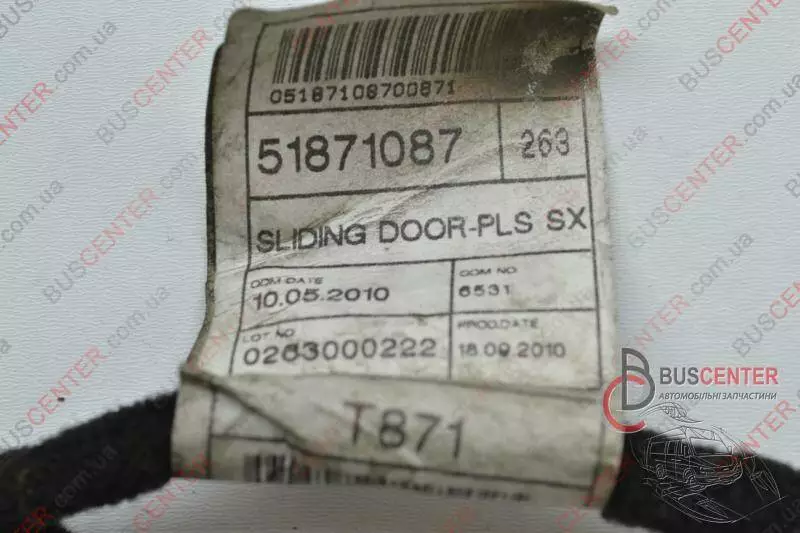 05187108700871
51871087
263
SLIDING DOOR-PLS SX
ODM-DATE
10.05.2010
ODM NO
6531
LOT NO
0263000222
PROD.DATE
18.09.2010
T871
BUSCENTER
АВТОМОБІЛЬНІ ЗАПЧАСТИНИ
BUSCENTER.com.ua